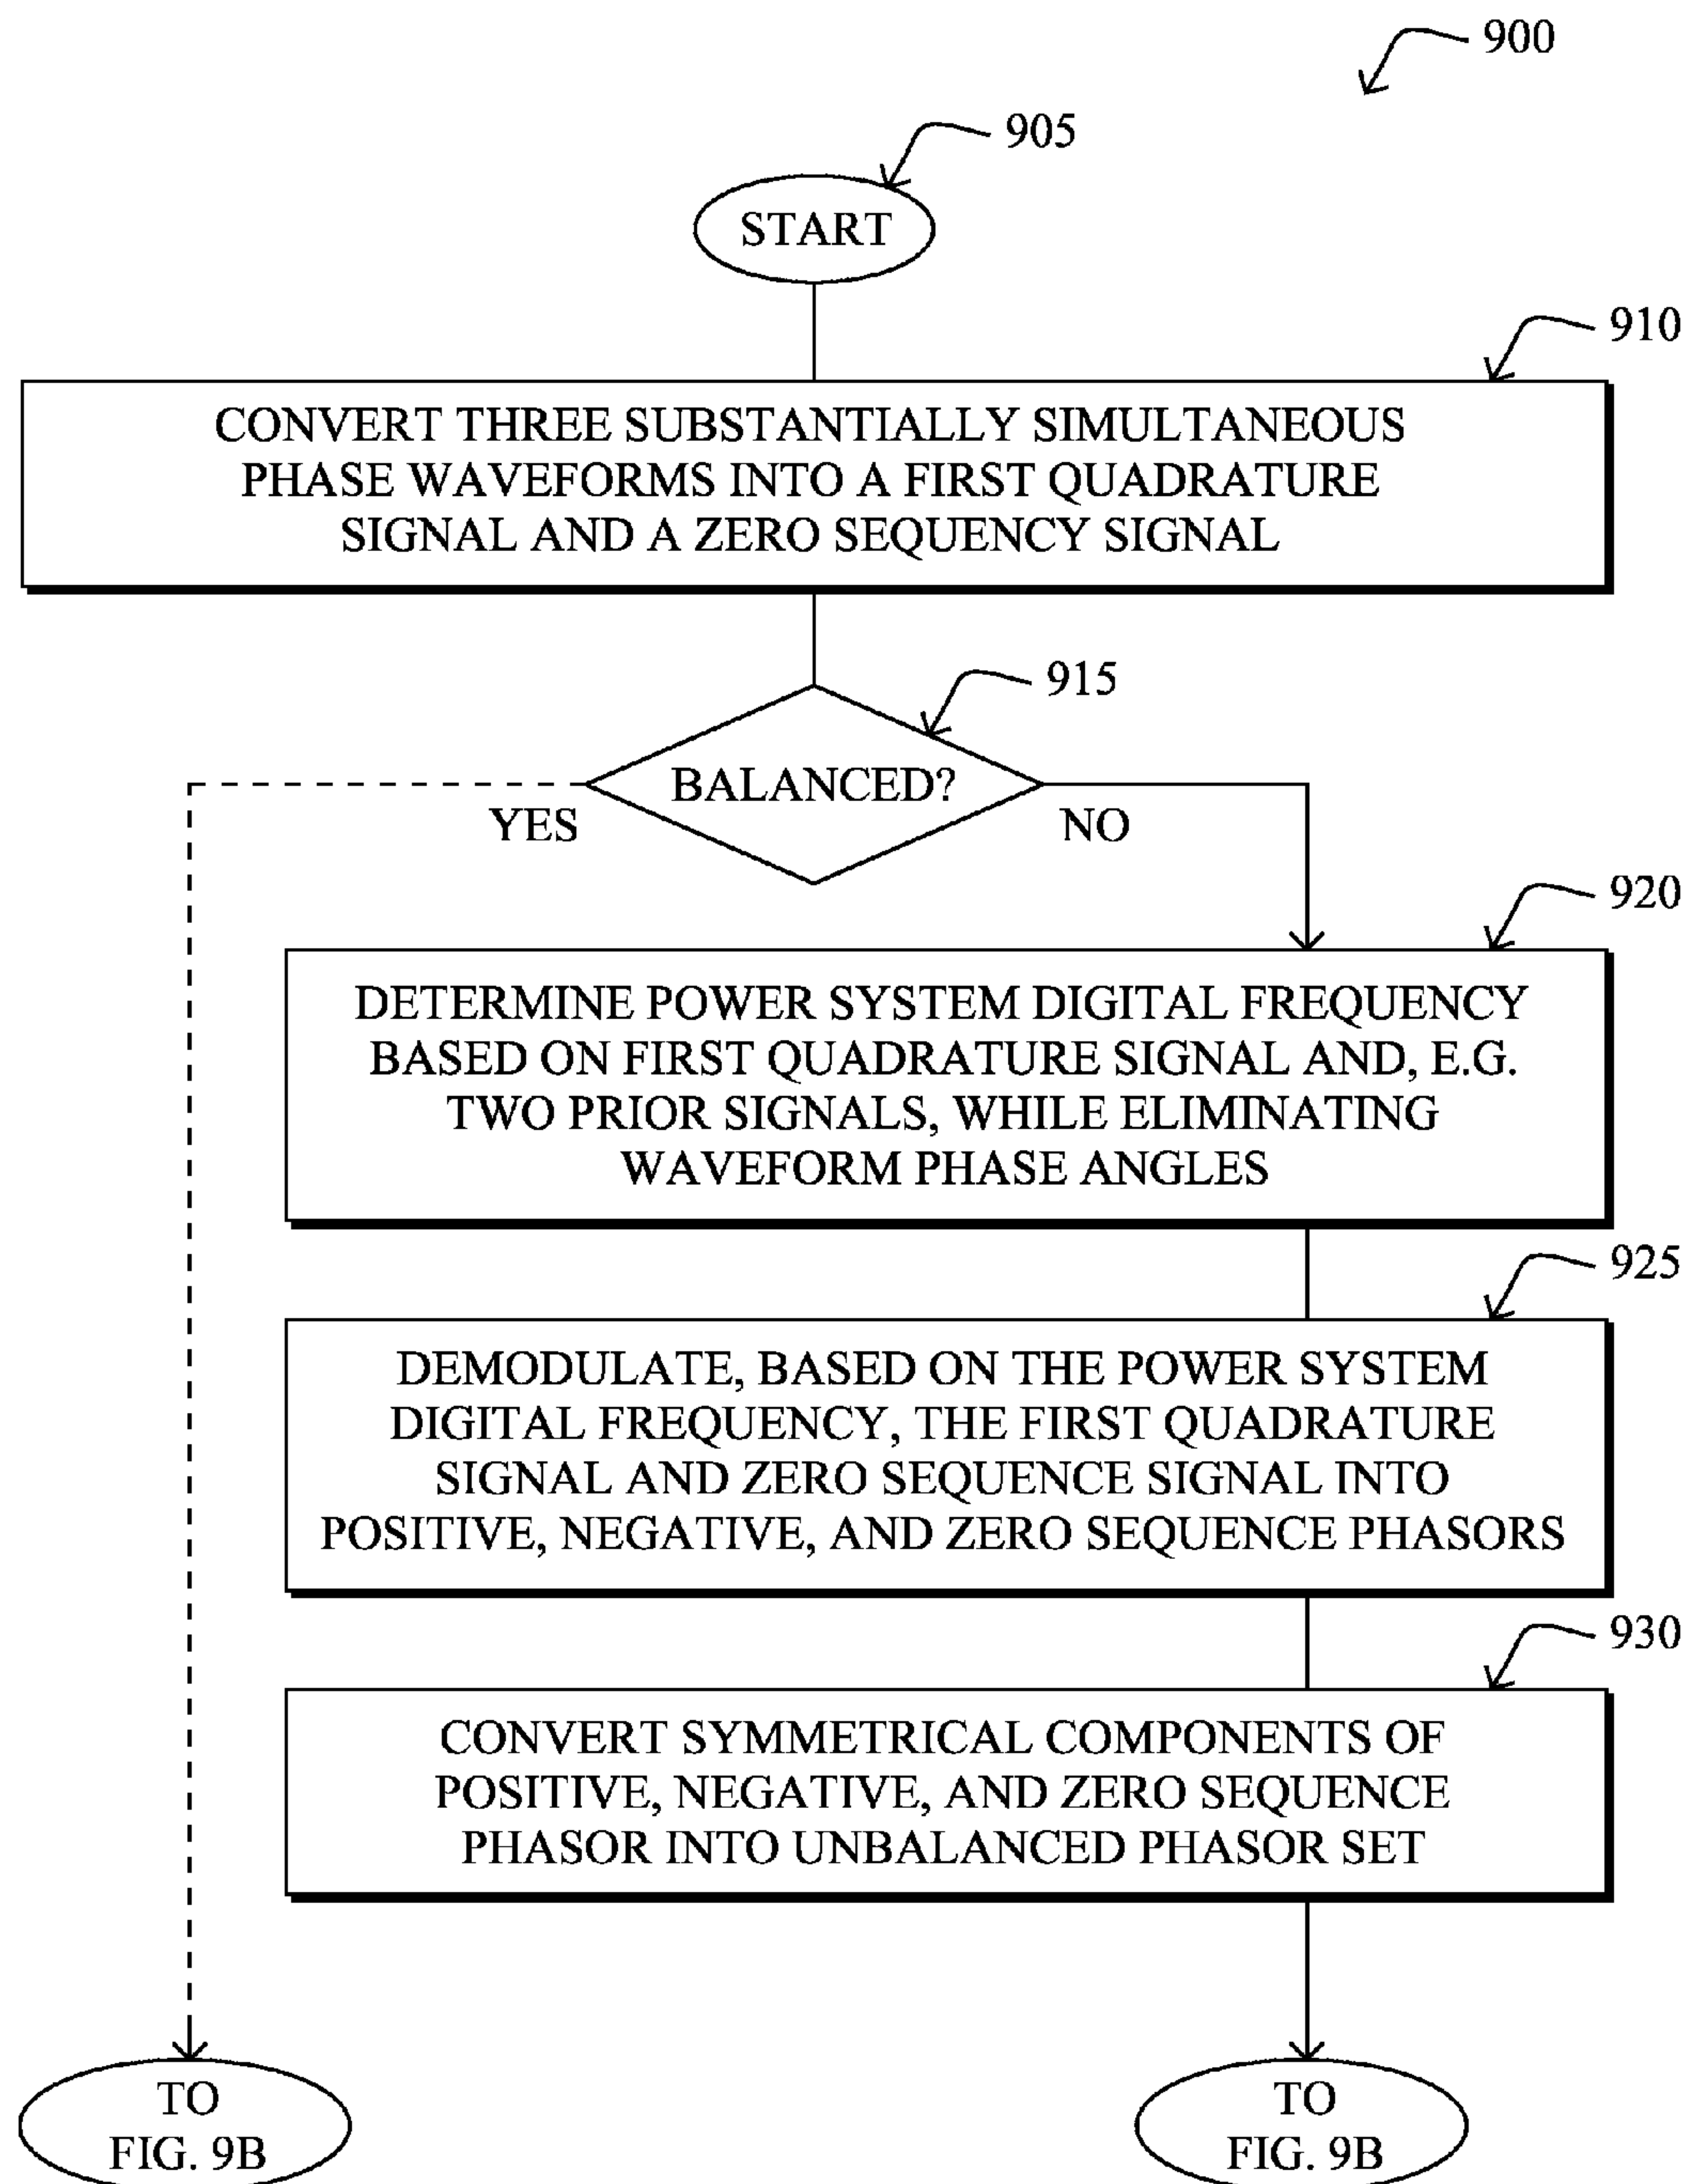 900
905
START
910
CONVERT THREE SUBSTANTIALLY SIMULTANEOUS
PHASE WAVEFORMS INTO A FIRST QUADRATURE
SIGNAL AND A ZERO SEQUENCY SIGNAL
915
BALANCED?
YES
NO
920
DETERMINE POWER SYSTEM DIGITAL FREQUENCY
BASED ON FIRST QUADRATURE SIGNAL AND, E.G.
TWO PRIOR SIGNALS, WHILE ELIMINATING
WAVEFORM PHASE ANGLES
925
DEMODULATE, BASED ON THE POWER SYSTEM
DIGITAL FREQUENCY, THE FIRST QUADRATURE
SIGNAL AND ZERO SEQUENCE SIGNAL INTO
POSITIVE, NEGATIVE, AND ZERO SEQUENCE PHASORS
930
CONVERT SYMMETRICAL COMPONENTS OF
POSITIVE, NEGATIVE, AND ZERO SEQUENCE
PHASOR INTO UNBALANCED PHASOR SET
TO
FIG. 9B
TO
FIG. 9B